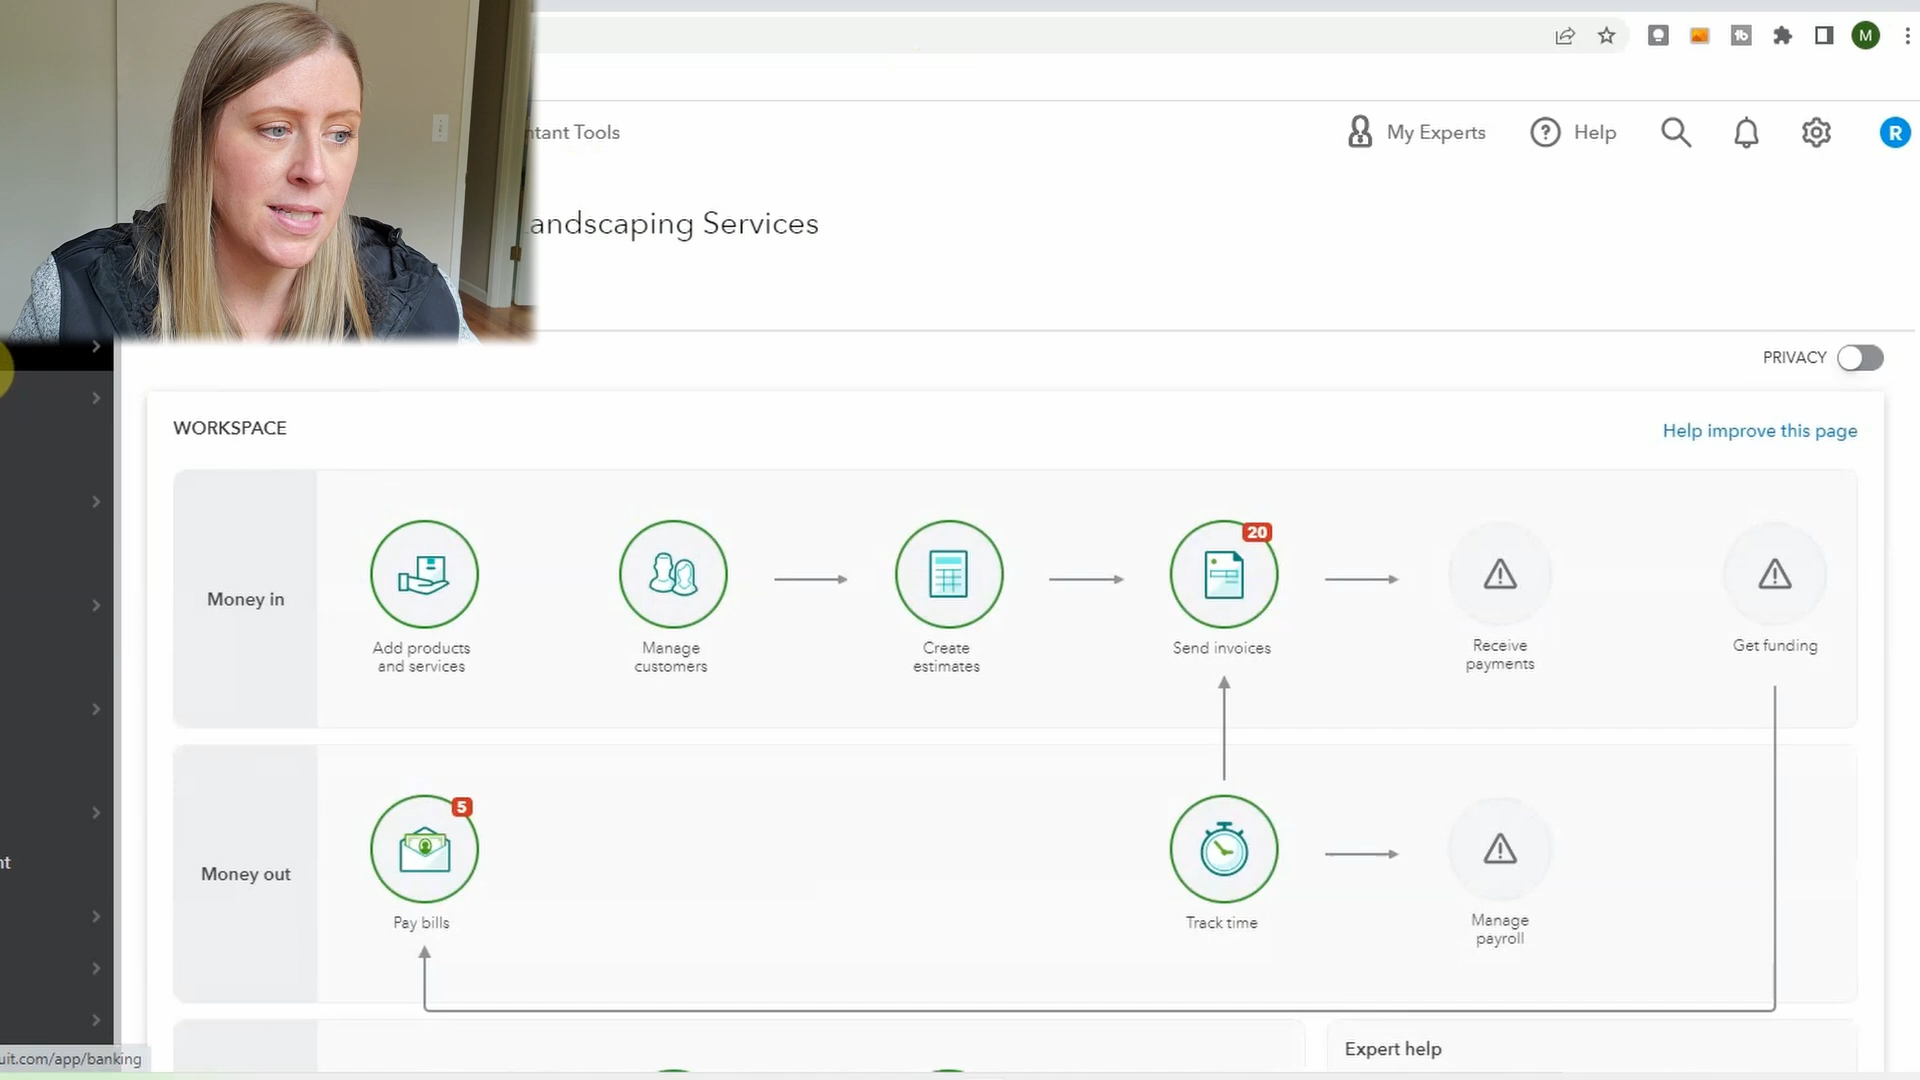 M
ntant Tools
My Experts
Help
R
andscaping Services
PRIVACY
WORKSPACE
Help improve this page
Money in
20
Add products
and services
Manage
customers
Create
estimates
Send invoices
Receive
payments
Get funding
Money out
5
Pay bills
Track time
Manage
payroll
nt
uit.com/app/banking
Expert help